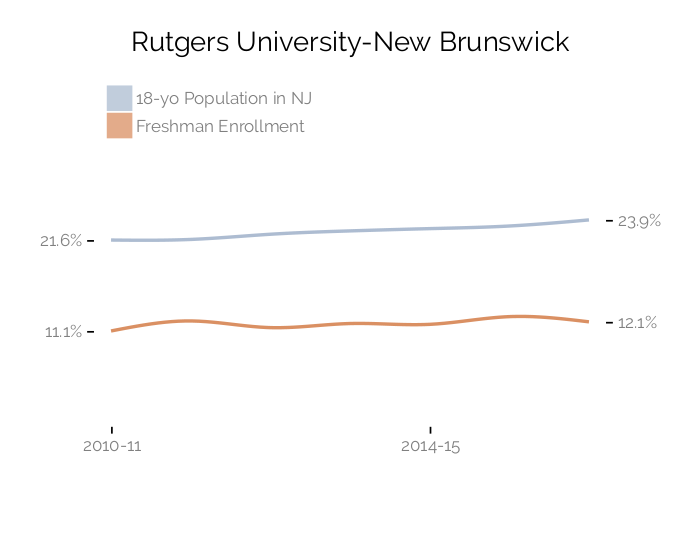 Rutgers University-New Brunswick
18-yo Population in NJ
Freshman Enrollment
23.9%
21.6%
12.1%
11.1%
2010-11 2014-15